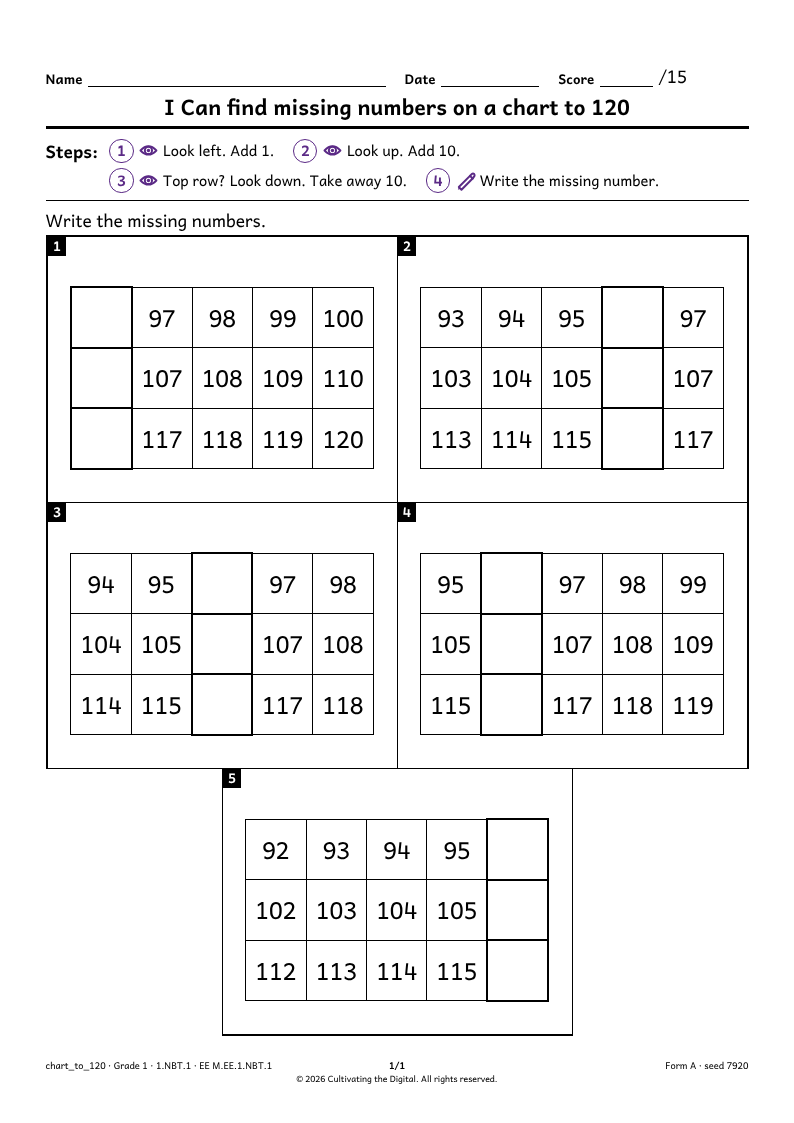 Name Date Score /15
I Can find missing numbers on a chart to 120
Steps: 1 Look left. Add 1. 2 Look up. Add 10.
3 Top row? Look down. Take away 10. 4 Write the missing number.
Write the missing numbers.
1
97 98 99 100
107 108 109 110
117 118 119 120
2
93 94 95 97
103 104 105 107
113 114 115 117
3
94 95 97 98
104 105 107 108
114 115 117 118
4
95 97 98 99
105 107 108 109
115 117 118 119
5
92 93 94 95
102 103 104 105
112 113 114 115
chart_to_120 · Grade 1 · 1.NBT.1 · EE M.EE.1.NBT.1 1/1 Form A · seed 7920
© 2026 Cultivating the Digital. All rights reserved.